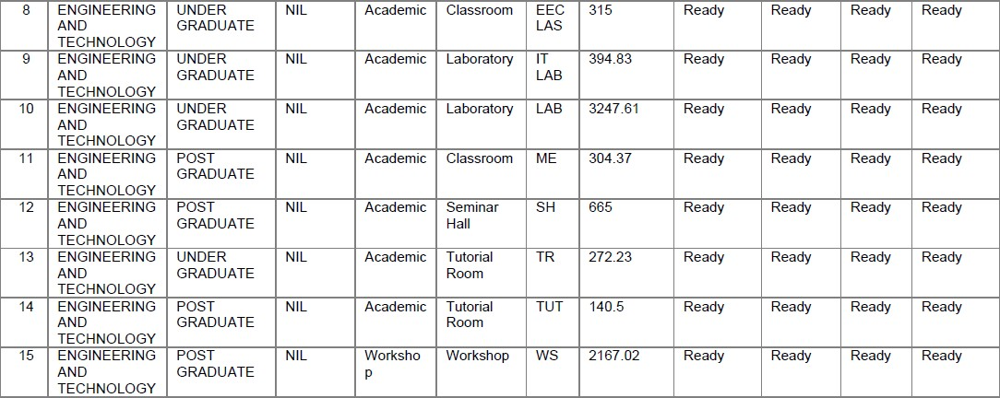 8 ENGINEERING UNDER NIL Academic Classroom EEC 315 Ready Ready Ready Ready
AND GRADUATE LAS
TECHNOLOGY
9 ENGINEERING UNDER NIL Academic Laboratory IT 394.83 Ready Ready Ready Ready
AND GRADUATE LAB
TECHNOLOGY
10 ENGINEERING UNDER NIL Academic Laboratory LAB 3247.61 Ready Ready Ready Ready
AND GRADUATE
TECHNOLOGY
11 ENGINEERING POST NIL Academic Classroom ME 304.37 Ready Ready Ready Ready
AND GRADUATE
TECHNOLOGY
12 ENGINEERING POST NIL Academic Seminar SH 665 Ready Ready Ready Ready
AND GRADUATE Hall
TECHNOLOGY
13 ENGINEERING UNDER NIL Academic Tutorial TR 272.23 Ready Ready Ready Ready
AND GRADUATE Room
TECHNOLOGY
14 ENGINEERING POST NIL Academic Tutorial TUT 140.5 Ready Ready Ready Ready
AND GRADUATE Room
TECHNOLOGY
15 ENGINEERING POST NIL Worksho Workshop WS 2167.02 Ready Ready Ready Ready
AND GRADUATE p
TECHNOLOGY